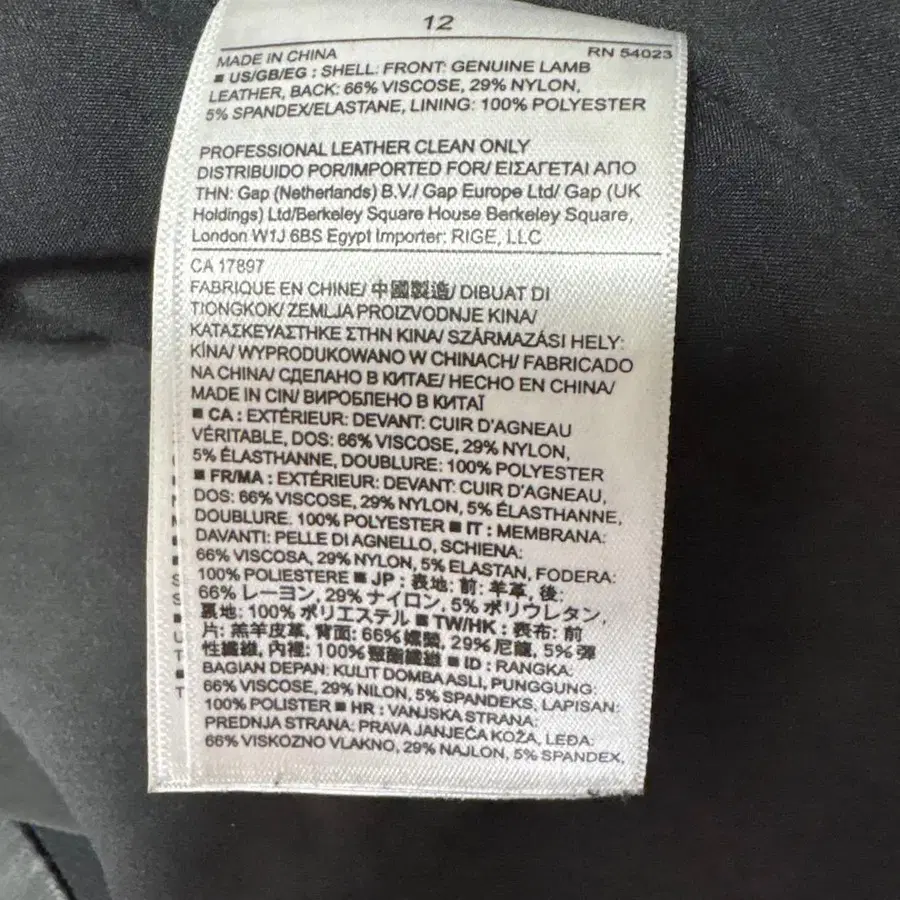 12
MADE IN CHINA RN 54023
■ US/GB/EG : SHELL: FRONT: GENUINE LAMB
LEATHER, BACK: 66% VISCOSE, 29% NYLON,
5% SPANDEX/ELASTANE, LINING: 100% POLYESTER
PROFESSIONAL LEATHER CLEAN ONLY
DISTRIBUIDO POR/IMPORTED FOR/ ΕΙΣΑΓΕΤΑΙ ΑΠΟ
ΤΗΝ: Gap (Netherlands) B.V./ Gap Europe Ltd/ Gap (UK
Holdings) Ltd/Berkeley Square House Berkeley Square,
London W1J 6BS Egypt Importer: RIGE, LLC
CA 17897
FABRIQUE EN CHINE/ 中國製造/ DIBUAT DI
TIONGKOK/ ZEMLJA PROIZVODNJE KINA/
ΚΑΤΑΣΚΕΥΑΣΤΗΚΕ ΣΤΗΝ ΚΙΝΑ/ SZÁRMAZÁSI HELY:
KÍNA/ WYPRODUKOWANO W CHINACH/ FABRICADO
NA CHINA/ СДЕЛАНО В КИТАЕ/ HECHO EN CHINA/
MADE IN CIN/ ВИРОБЛЕНО В КИТАЇ
■ CA : EXTÉRIEUR: DEVANT: CUIR D'AGNEAU
VÉRITABLE, DOS: 66% VISCOSE, 29% NYLON,
5% ÉLASTHANNE, DOUBLURE: 100% POLYESTER
■ FR/MA : EXTÉRIEUR: DEVANT: CUIR D'AGNEAU,
DOS: 66% VISCOSE, 29% NYLON, 5% ÉLASTHANNE,
DOUBLURE. 100% POLYESTER ■ IT : MEMBRANA:
DAVANTI: PELLE DI AGNELLO, SCHIENA:
66% VISCOSA, 29% NYLON, 5% ELASTAN, FODERA:
100% POLIESTERE ■ JP : 表地: 前: 羊革, 後:
66% レーヨン, 29% ナイロン, 5% ポリウレタン,
裏地: 100% ポリエステル ■ TW/HK : 表布: 前
片: 羔羊皮革, 背面: 66% 嫘縈, 29% 尼龍, 5% 彈
性纖維, 內裡: 100% 聚酯纖維 ■ ID : RANGKA:
BAGIAN DEPAN: KULIT DOMBA ASLI, PUNGGUNG:
66% VISCOSE, 29% NILON, 5% SPANDEKS, LAPISAN:
100% POLISTER ■ HR : VANJSKA STRANA:
PREDNJA STRANA: PRAVA JANJEĆA KOŽA, LEĐA:
66% VISKOZNO VLAKNO, 29% NAJLON, 5% SPANDEX,